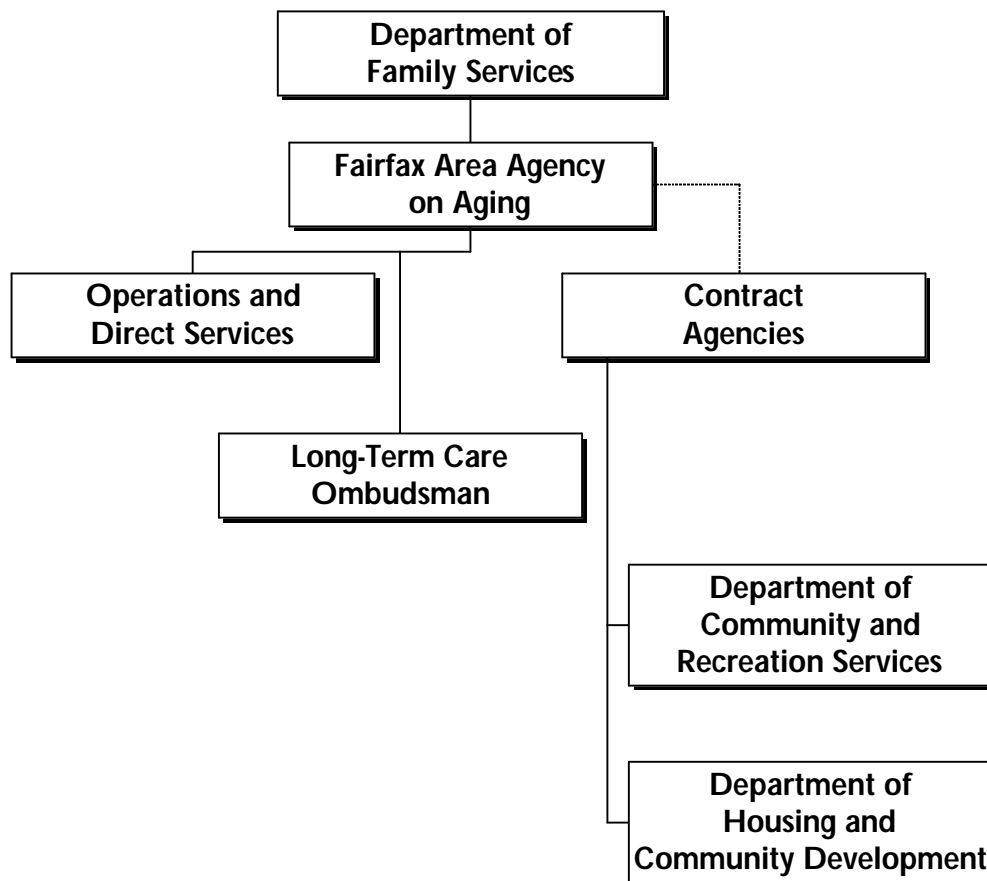 Department of
Family Services
Fairfax Area Agency
on Aging
Operations and
Direct Services
Contract
Agencies
Long-Term Care
Ombudsman
Department of
Community and
Recreation Services
Department of
Housing and
Community Development